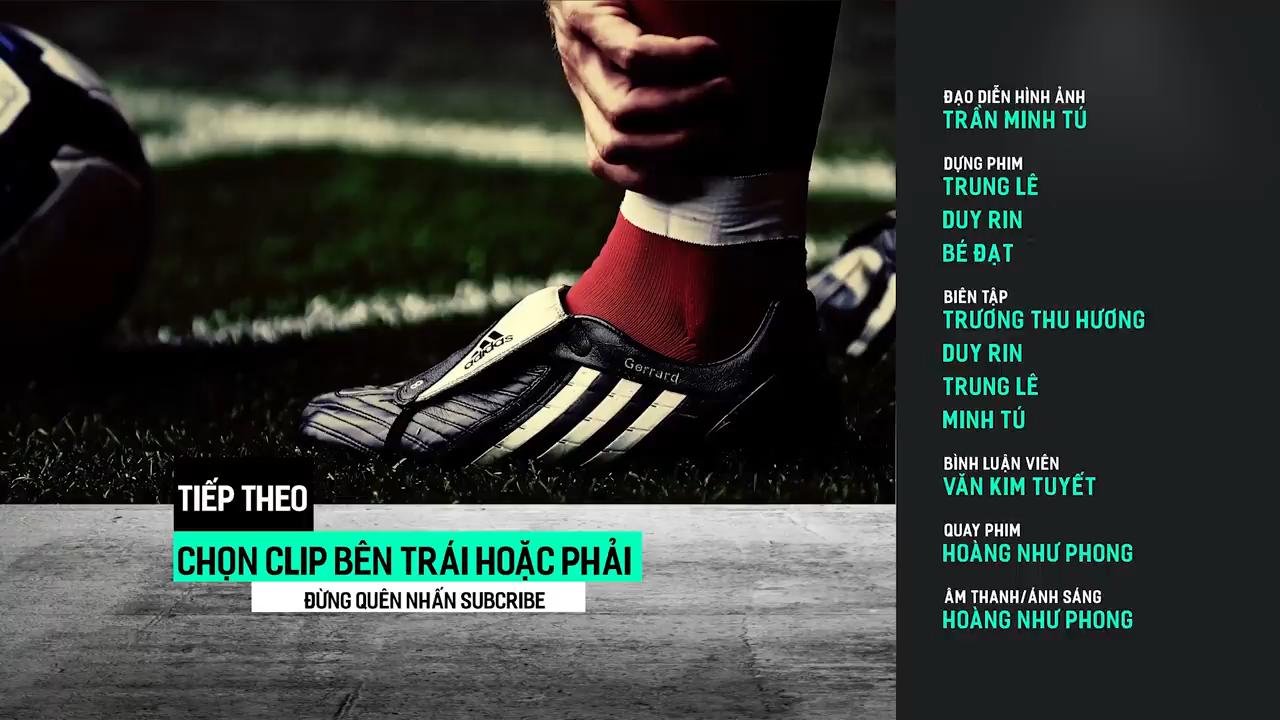 adidas
Gerrard
TIẾP THEO
CHỌN CLIP BÊN TRÁI HOẶC PHẢI
ĐỪNG QUÊN NHẤN SUBCRIBE
ĐẠO DIỄN HÌNH ẢNH
TRẦN MINH TÚ
DỰNG PHIM
TRUNG LÊ
DUY RIN
BÉ ĐẠT
BIÊN TẬP
TRƯƠNG THU HƯƠNG
DUY RIN
TRUNG LÊ
MINH TÚ
BÌNH LUẬN VIÊN
VĂN KIM TUYẾT
QUAY PHIM
HOÀNG NHƯ PHONG
ÂM THANH/ÁNH SÁNG
HOÀNG NHƯ PHONG